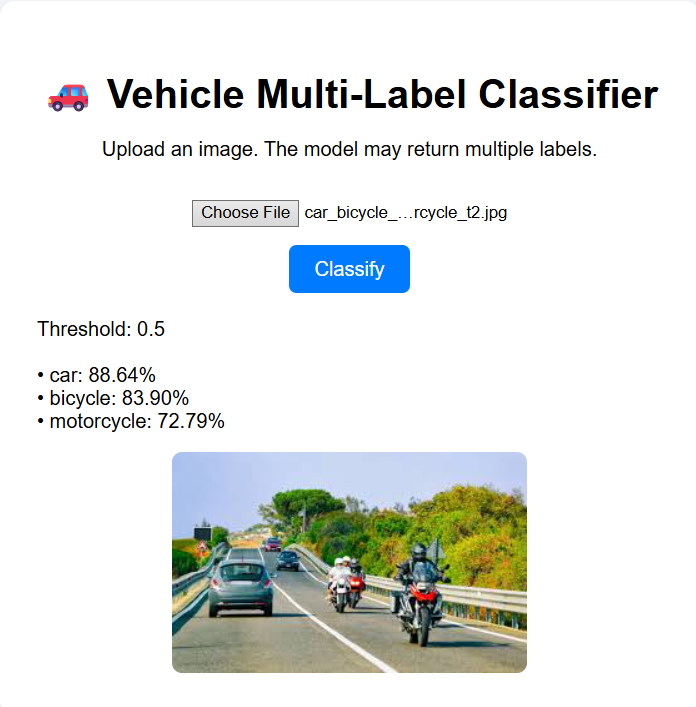 Vehicle Multi-Label Classifier
Upload an image. The model may return multiple labels.
Choose File car_bicycle_...rcycle_t2.jpg
Classify
Threshold: 0.5
• car: 88.64%
• bicycle: 83.90%
• motorcycle: 72.79%